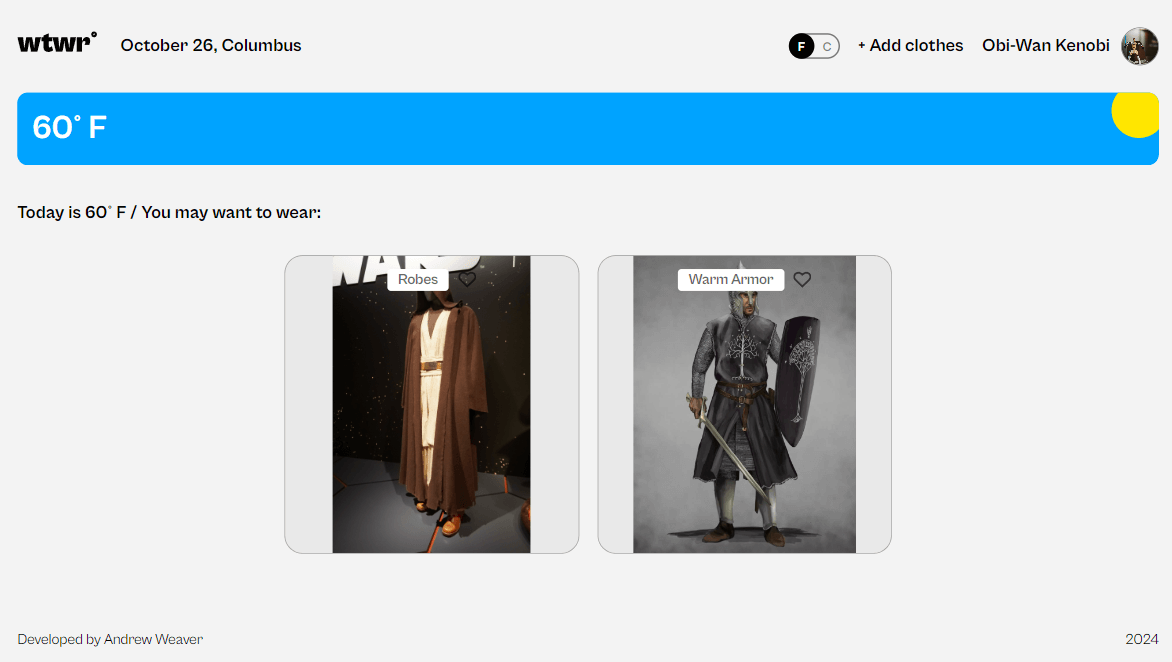 wtwr°
October 26, Columbus
F C
+ Add clothes
Obi-Wan Kenobi
60° F
Today is 60° F / You may want to wear:
WARS
Robes
Warm Armor
Developed by Andrew Weaver
2024